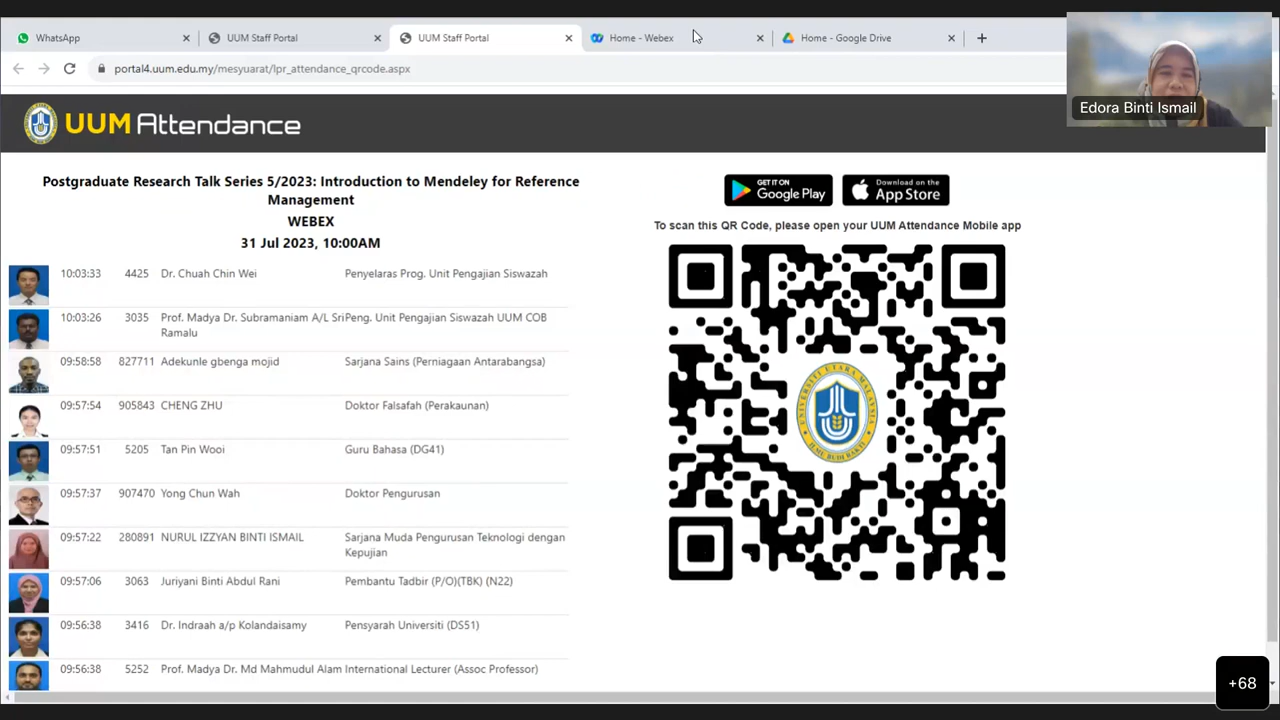 WhatsApp
UUM Staff Portal
UUM Staff Portal
Home - Webex
Home - Google Drive
portal4.uum.edu.my/mesyuarat/lpr_attendance_qrcode.aspx
Edora Binti Ismail
UUM Attendance
Postgraduate Research Talk Series 5/2023: Introduction to Mendeley for Reference
Management
WEBEX
31 Jul 2023, 10:00AM
10:03:33 4425 Dr. Chuah Chin Wei Penyelaras Prog. Unit Pengajian Siswazah
10:03:26 3035 Prof. Madya Dr. Subramaniam A/L Sri Peng. Unit Pengajian Siswazah UUM COB
Ramalu
09:58:58 827711 Adekunle gbenga mojid Sarjana Sains (Perniagaan Antarabangsa)
09:57:54 905843 CHENG ZHU Doktor Falsafah (Perakaunan)
09:57:51 5205 Tan Pin Wooi Guru Bahasa (DG41)
09:57:37 907470 Yong Chun Wah Doktor Pengurusan
09:57:22 280891 NURUL IZZYAN BINTI ISMAIL Sarjana Muda Pengurusan Teknologi dengan
Kepujian
09:57:06 3063 Juriyani Binti Abdul Rani Pembantu Tadbir (P/O)(TBK) (N22)
09:56:38 3416 Dr. Indraah a/p Kolandaisamy Pensyarah Universiti (DS51)
09:56:38 5252 Prof. Madya Dr. Md Mahmudul Alam International Lecturer (Assoc Professor)
GET IT ON
Google Play
Download on the
App Store
To scan this QR Code, please open your UUM Attendance Mobile app
UNIVERSITI UTARA MALAYSIA
ILMU BUDI BAKTI
+68